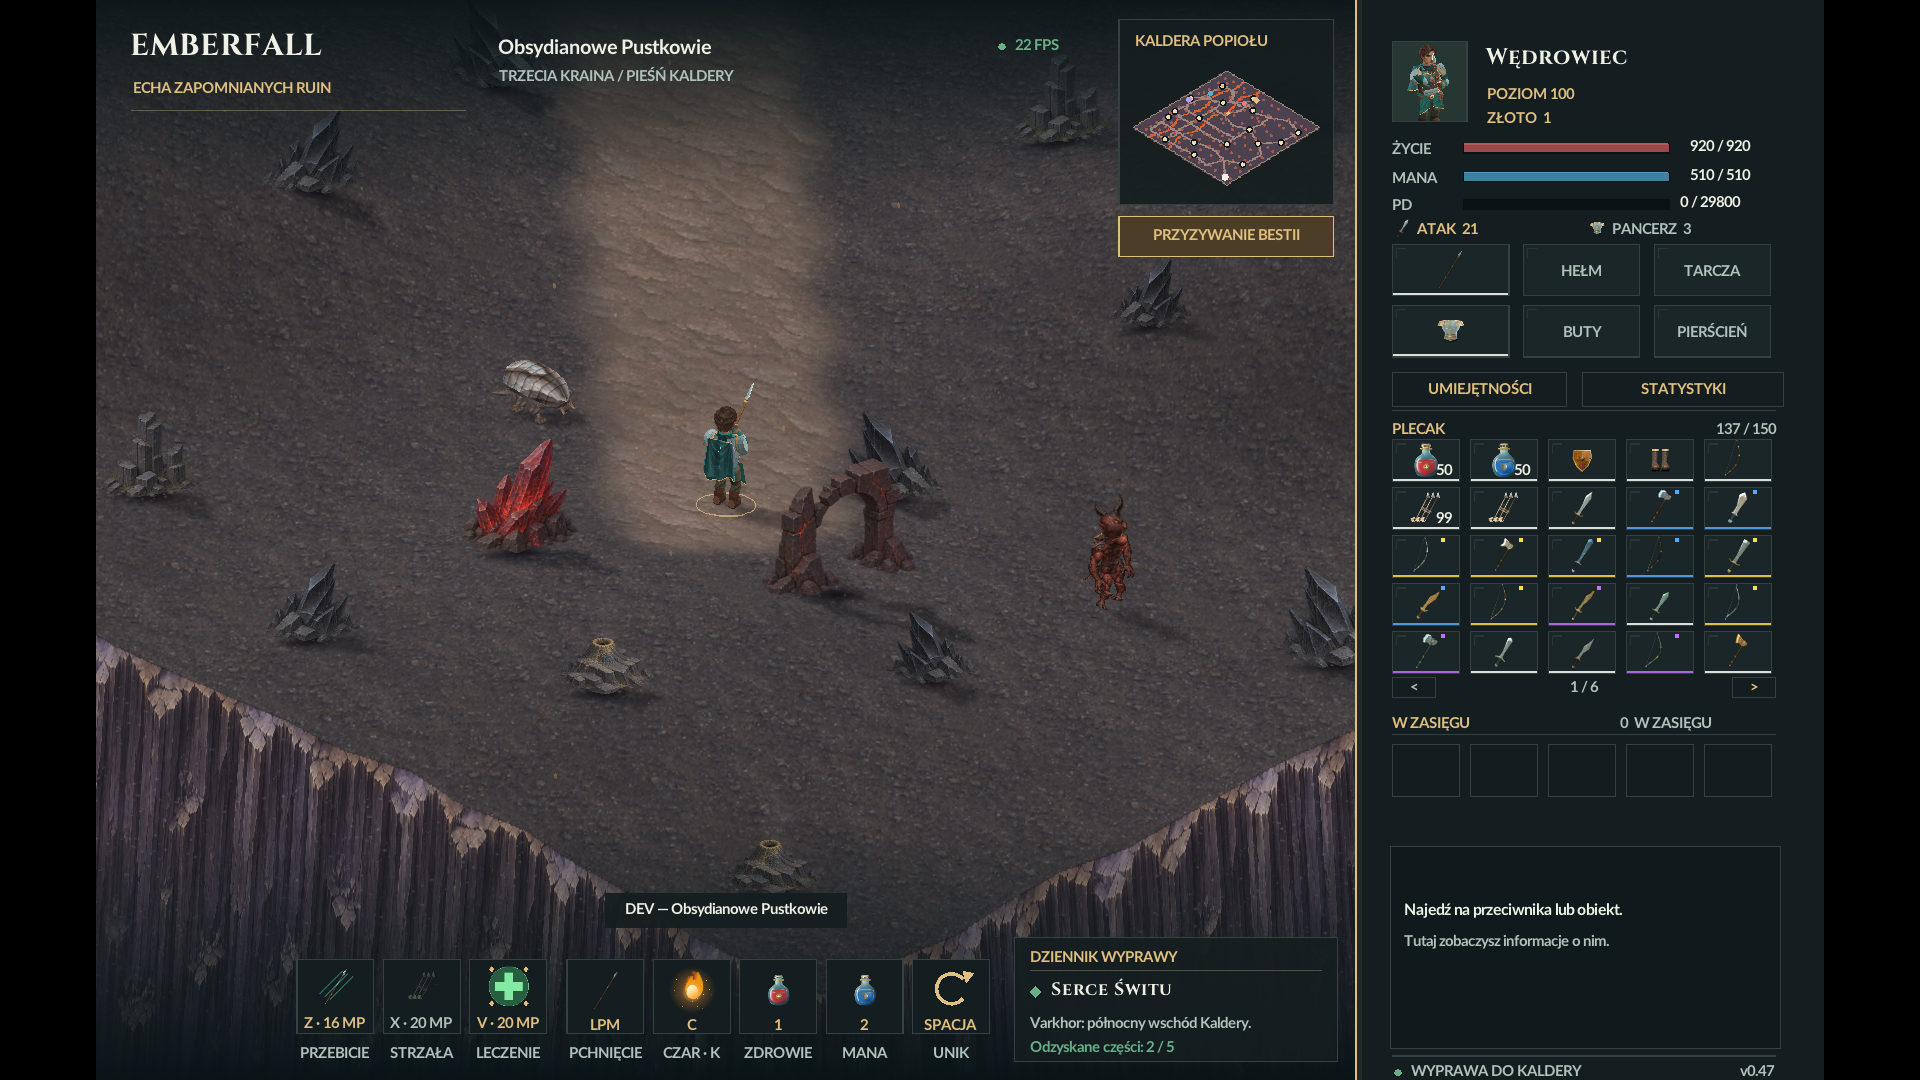 EMBERFALL
ECHA ZAPOMNIANYCH RUIN
Obsydianowe Pustkowie
TRZECIA KRAINA / PIEŚŃ KALDERY
22 FPS
KALDERA POPIOŁU
PRZYZYWANIE BESTII
DEV — Obsydianowe Pustkowie
Z · 16 MP
X · 20 MP
V · 20 MP
LPM
C
1
2
SPACJA
PRZEBICIE
STRZAŁA
LECZENIE
PCHNIĘCIE
CZAR · K
ZDROWIE
MANA
UNIK
DZIENNIK WYPRAWY
Serce Świtu
Varkhor: północny wschód Kaldery.
Odzyskane części: 2 / 5
Wędrowiec
POZIOM 100
ZŁOTO 1
ŻYCIE 920 / 920
MANA 510 / 510
PD 0 / 29800
ATAK 21
PANCERZ 3
HEŁM
TARCZA
BUTY
PIERŚCIEŃ
UMIEJĘTNOŚCI
STATYSTYKI
PLECAK 137 / 150
50
50
99
<
1 / 6
>
W ZASIĘGU
0 W ZASIĘGU
Najedź na przeciwnika lub obiekt.
Tutaj zobaczysz informacje o nim.
WYPRAWA DO KALDERY
v0.47